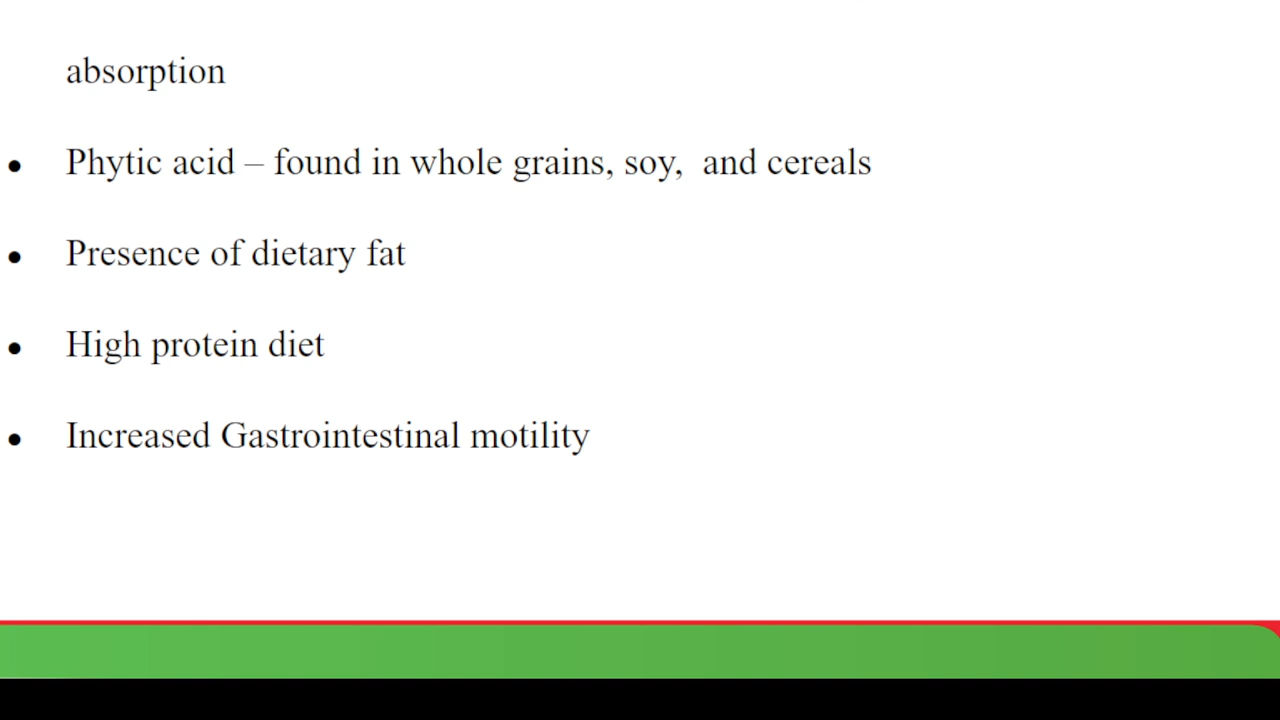 absorption
• Phytic acid – found in whole grains, soy,  and cereals
• Presence of dietary fat
• High protein diet
• Increased Gastrointestinal motility